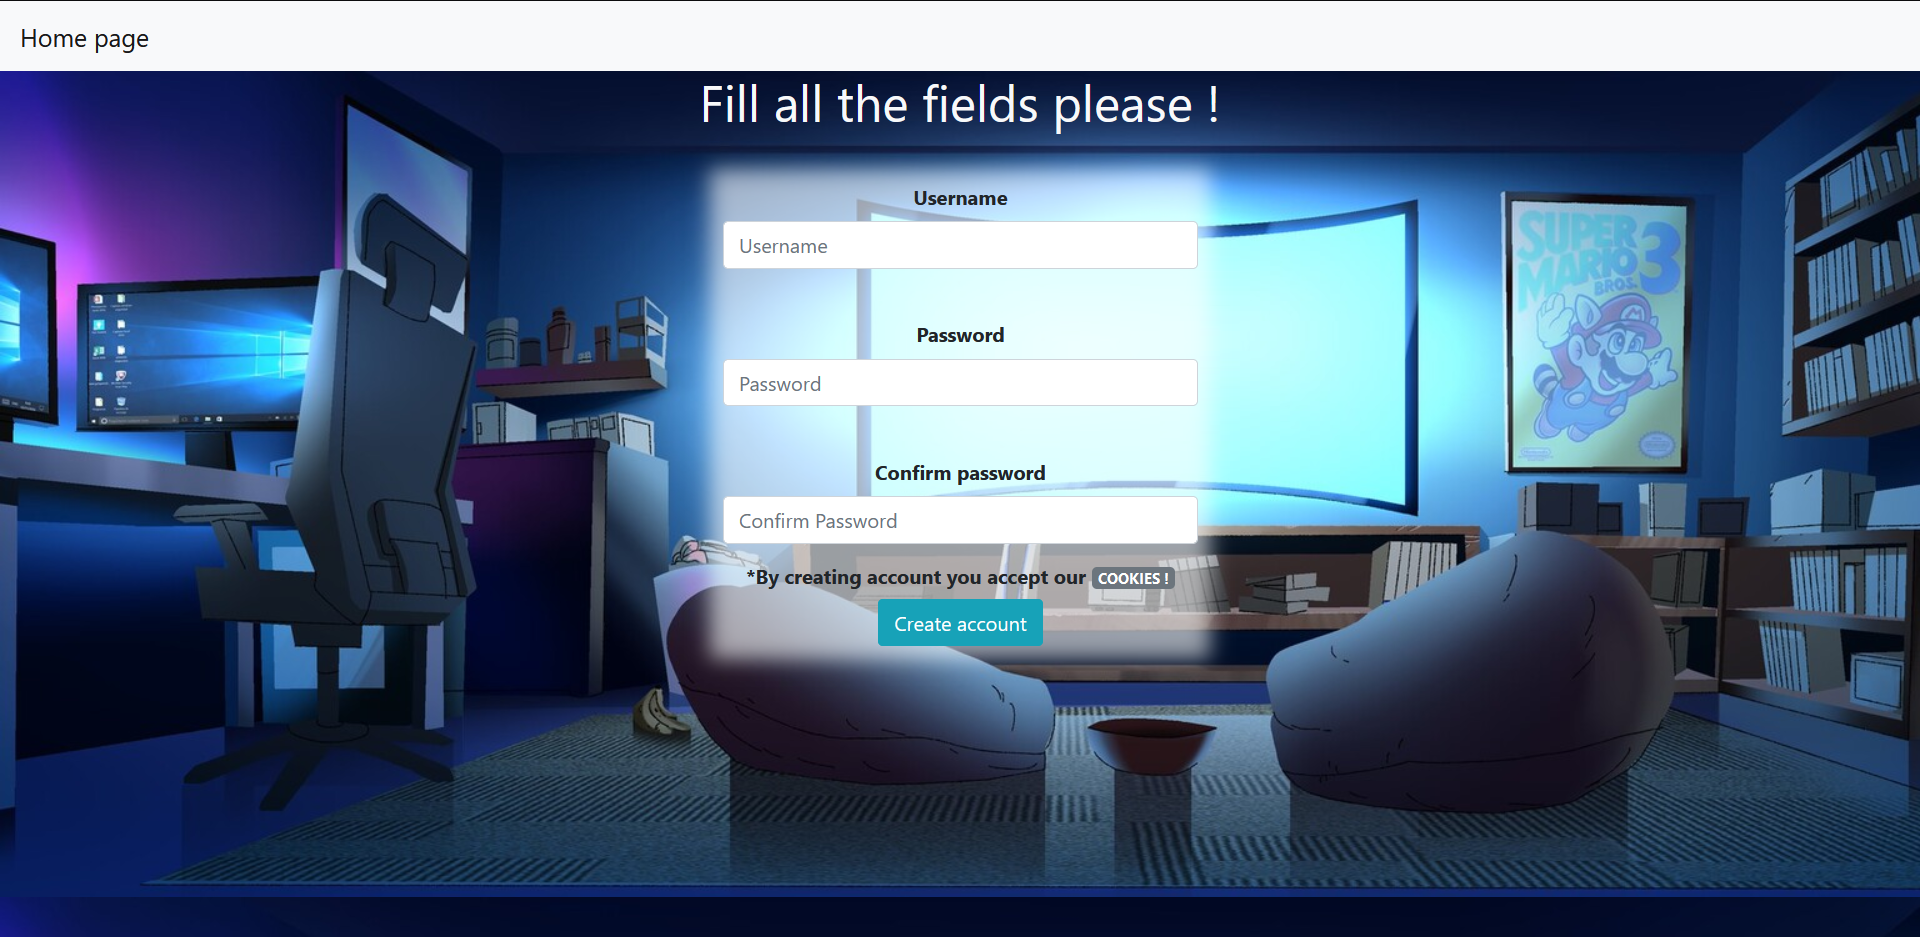 Home page
Fill all the fields please !
Username
Username
Password
Password
Confirm password
Confirm Password
*By creating account you accept our COOKIES !
Create account
SUPER
MARIO 3
BROS.